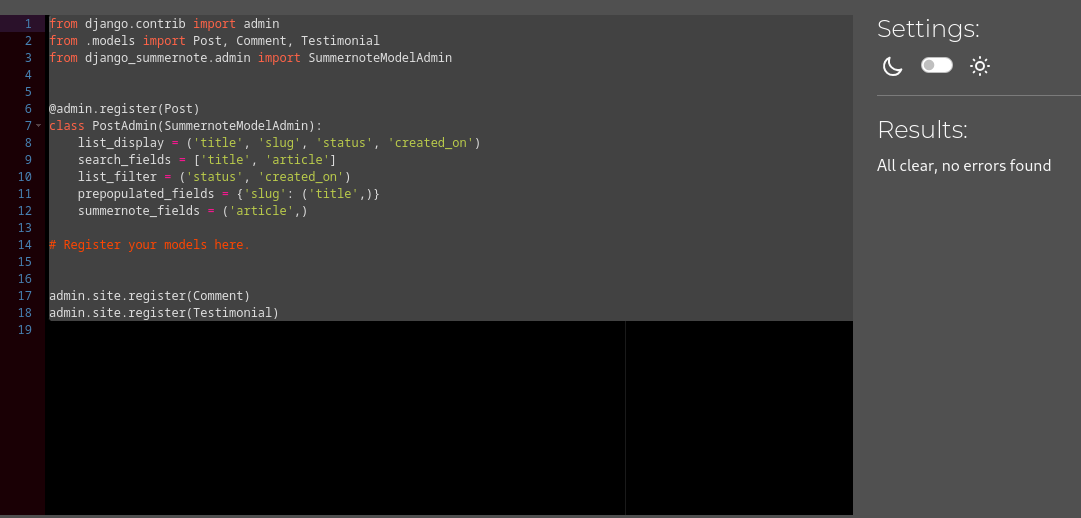 1 from django.contrib import admin
2 from .models import Post, Comment, Testimonial
3 from django_summernote.admin import SummernoteModelAdmin
4
5
6 @admin.register(Post)
7 class PostAdmin(SummernoteModelAdmin):
8     list_display = ('title', 'slug', 'status', 'created_on')
9     search_fields = ['title', 'article']
10     list_filter = ('status', 'created_on')
11     prepopulated_fields = {'slug': ('title',)}
12     summernote_fields = ('article',)
13
14 # Register your models here.
15
16
17 admin.site.register(Comment)
18 admin.site.register(Testimonial)
19
Settings:
Results:
All clear, no errors found